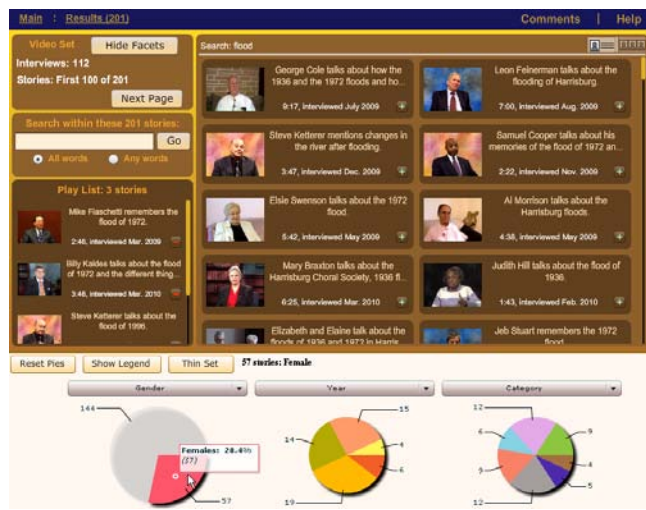 Main : Results (201)
Comments | Help
Video Set
Hide Facets
Interviews: 112
Stories: First 100 of 201
Next Page
Search within these 201 stories:
Go
All words
Any words
Play List: 3 stories
Mike Fiaschetti remembers the
flood of 1972.
2:46, interviewed Mar. 2009
Billy Kaldes talks about the flood
of 1972 and the different thing...
3:46, interviewed Mar. 2010
Steve Ketterer talks about the
flood of 1996.
Search: flood
George Cole talks about how the
1936 and the 1972 floods and ho...
9:17, interviewed July 2009
Leon Feinerman talks about the
flooding of Harrisburg.
7:00, interviewed Aug. 2009
Steve Ketterer mentions changes in
the river after flooding.
3:47, interviewed Dec. 2009
Samuel Cooper talks about his
memories of the flood of 1972 an...
2:22, interviewed Nov. 2009
Elsie Swenson talks about the 1972
flood.
5:42, interviewed May 2009
Al Morrison talks about the
Harrisburg floods.
4:38, interviewed May 2009
Mary Braxton talks about the
Harrisburg Choral Society, 1936 fl...
6:25, interviewed Mar. 2010
Judith Hill talks about the flood of
1936.
1:43, interviewed Feb. 2010
Elizabeth and Elaine talk about the
floods of 1936 and 1972 in Harris...
Jeb Stuart remembers the 1972
flood.
Reset Pies
Show Legend
Thin Set
57 stories: Female
Gender
Year
Category
144
Females: 28.4%
(57)
57
15
4
6
19
14
12
9
4
5
12
9
6